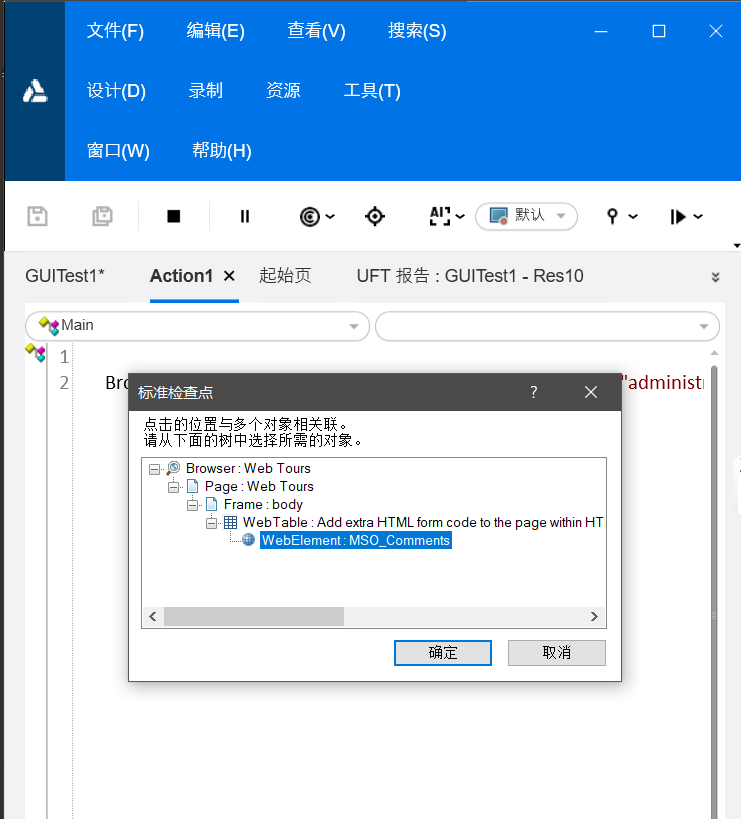 文件(F) 编辑(E) 查看(V) 搜索(S)
设计(D) 录制 资源 工具(T)
窗口(W) 帮助(H)
AI 默认
GUITest1* Action1 起始页 UFT 报告 : GUITest1 - Res10
Main
1
2 Bro "administr
标准检查点 ?
点击的位置与多个对象相关联。
请从下面的树中选择所需的对象。
Browser : Web Tours
Page : Web Tours
Frame : body
WebTable : Add extra HTML form code to the page within HT
WebElement : MSO_Comments
确定 取消